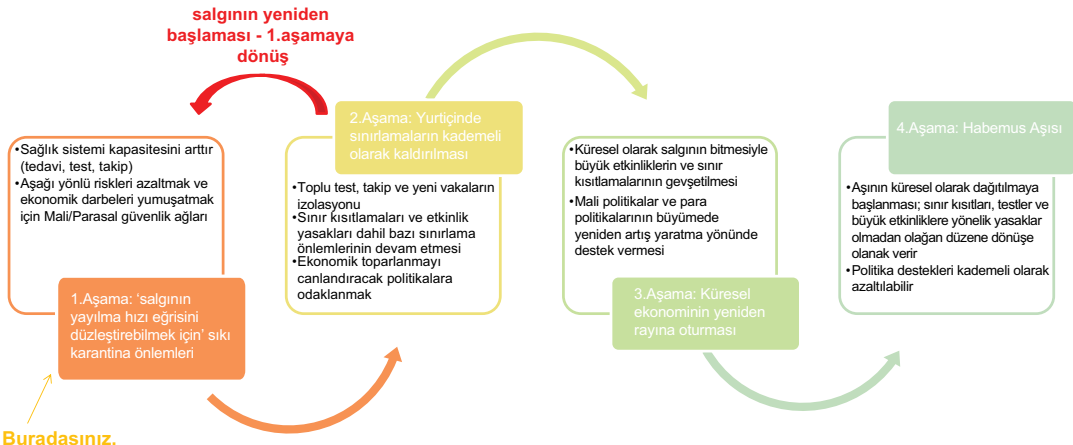 salgının yeniden
başlaması - 1.aşamaya
dönüş
•Sağlık sistemi kapasitesini arttır
(tedavi, test, takip)
•Aşağı yönlü riskleri azaltmak ve
ekonomik darbeleri yumuşatmak
için Mali/Parasal güvenlik ağları
1.Aşama: ‘salgının
yayılma hızı eğrisini
düzleştirebilmek için’ sıkı
karantina önlemleri
Buradasınız.
2.Aşama: Yurtiçinde
sınırlamaların kademeli
olarak kaldırılması
•Toplu test, takip ve yeni vakaların
izolasyonu
•Sınır kısıtlamaları ve etkinlik
yasakları dahil bazı sınırlama
önlemlerinin devam etmesi
•Ekonomik toparlanmayı
canlandıracak politikalara
odaklanmak
•Küresel olarak salgının bitmesiyle
büyük etkinliklerin ve sınır
kısıtlamalarının gevşetilmesi
•Mali politikalar ve para
politikalarının büyümede
yeniden artış yaratma yönünde
destek vermesi
3.Aşama: Küresel
ekonominin yeniden
rayına oturması
4.Aşama: Habemus Aşısı
•Aşının küresel olarak dağıtılmaya
başlanması; sınır kısıtları, testler ve
büyük etkinliklere yönelik yasaklar
olmadan olağan düzene dönüşe
olanak verir
•Politika destekleri kademeli olarak
azaltılabilir